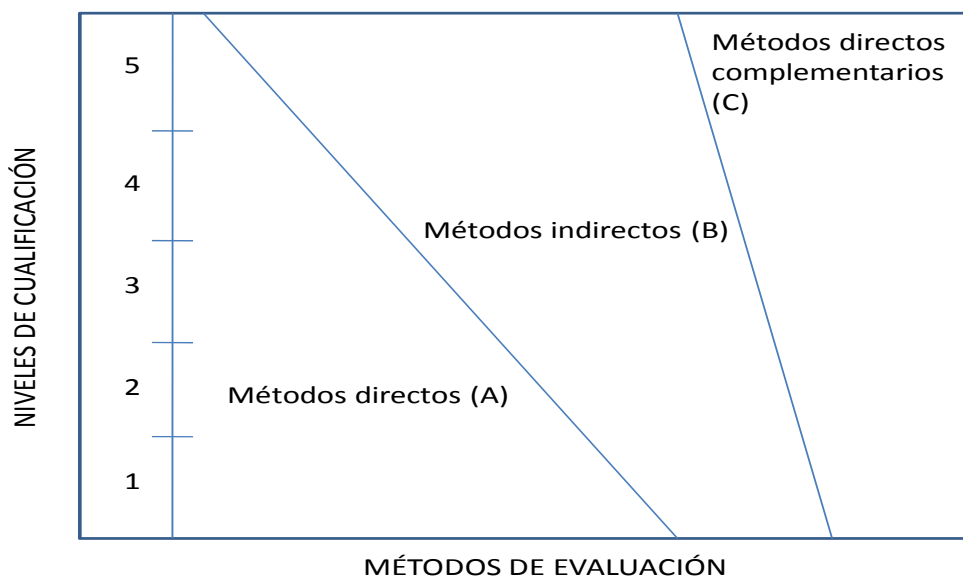 NIVELES DE CUALIFICACIÓN
5
4
3
2
1
Métodos directos
complementarios
(C)
Métodos indirectos (B)
Métodos directos (A)
MÉTODOS DE EVALUACIÓN